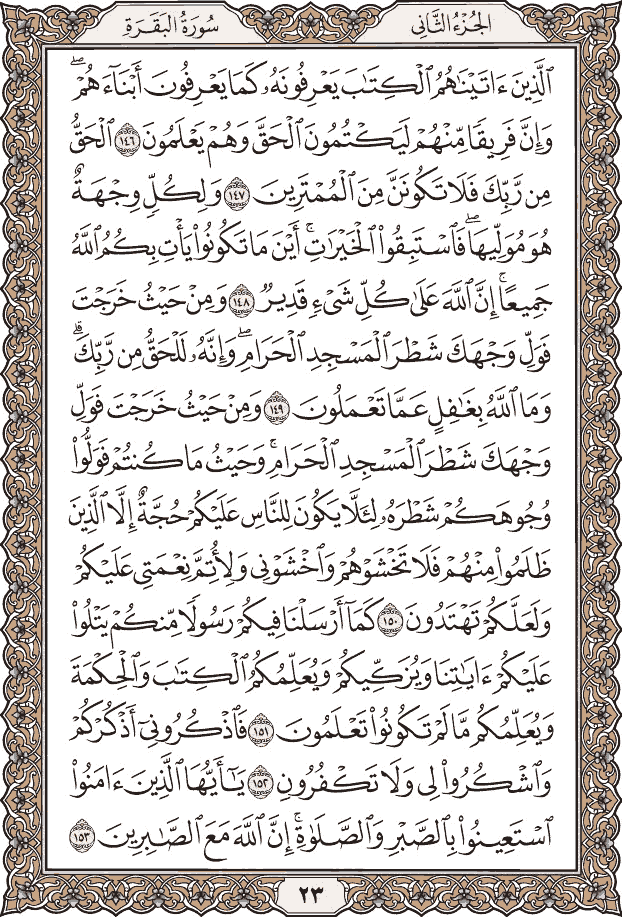 الجُزْءُ الثَّانِي
سُورَةُ البَقَرَةِ
ٱلَّذِينَ ءَاتَيْنَٰهُمُ ٱلْكِتَٰبَ يَعْرِفُونَهُۥ كَمَا يَعْرِفُونَ أَبْنَآءَهُمْۖ
وَإِنَّ فَرِيقًا مِّنْهُمْ لَيَكْتُمُونَ ٱلْحَقَّ وَهُمْ يَعْلَمُونَ ١٤٦ ٱلْحَقُّ
مِن رَّبِّكَ فَلَا تَكُونَنَّ مِنَ ٱلْمُمْتَرِينَ ١٤٧ وَلِكُلٍّ وِجْهَةٌ
هُوَ مُوَلِّيهَاۖ فَٱسْتَبِقُوا۟ ٱلْخَيْرَٰتِۚ أَيْنَ مَا تَكُونُوا۟ يَأْتِ بِكُمُ ٱللَّهُ
جَمِيعًاۚ إِنَّ ٱللَّهَ عَلَىٰ كُلِّ شَىْءٍ قَدِيرٌ ١٤٨ وَمِنْ حَيْثُ خَرَجْتَ
فَوَلِّ وَجْهَكَ شَطْرَ ٱلْمَسْجِدِ ٱلْحَرَامِۖ وَإِنَّهُۥ لَلْحَقُّ مِن رَّبِّكَۗ
وَمَا ٱللَّهُ بِغَٰفِلٍ عَمَّا تَعْمَلُونَ ١٤٩ وَمِنْ حَيْثُ خَرَجْتَ فَوَلِّ
وَجْهَكَ شَطْرَ ٱلْمَسْجِدِ ٱلْحَرَامِۚ وَحَيْثُ مَا كُنتُمْ فَوَلُّوا۟
وُجُوهَكُمْ شَطْرَهُۥ لِئَلَّا يَكُونَ لِلنَّاسِ عَلَيْكُمْ حُجَّةٌ إِلَّا ٱلَّذِينَ
ظَلَمُوا۟ مِنْهُمْ فَلَا تَخْشَوْهُمْ وَٱخْشَوْنِى وَلِأُتِمَّ نِعْمَتِى عَلَيْكُمْ
وَلَعَلَّكُمْ تَهْتَدُونَ ١٥٠ كَمَآ أَرْسَلْنَا فِيكُمْ رَسُولًا مِّنكُمْ يَتْلُوا۟
عَلَيْكُمْ ءَايَٰتِنَا وَيُزَكِّيكُمْ وَيُعَلِّمُكُمُ ٱلْكِتَٰبَ وَٱلْحِكْمَةَ
وَيُعَلِّمُكُم مَّا لَمْ تَكُونُوا۟ تَعْلَمُونَ ١٥١ فَٱذْكُرُونِىٓ أَذْكُرْكُمْ
وَٱشْكُرُوا۟ لِى وَلَا تَكْفُرُونِ ١٥٢ يَٰٓأَيُّهَا ٱلَّذِينَ ءَامَنُوا۟
ٱسْتَعِينُوا۟ بِٱلصَّبْرِ وَٱلصَّلَوٰةِۚ إِنَّ ٱللَّهَ مَعَ ٱلصَّٰبِرِينَ ١٥٣
٢٣